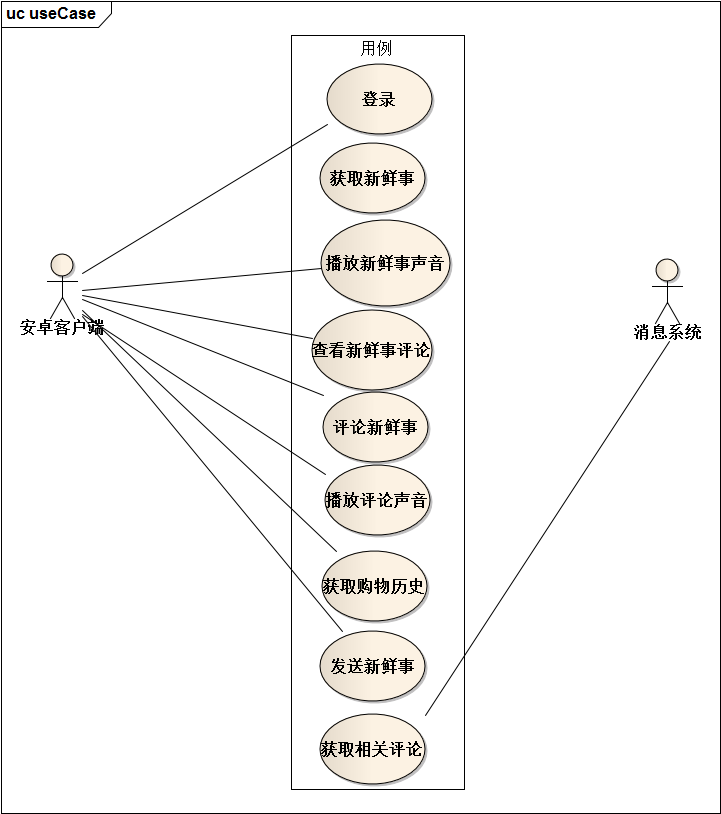 uc useCase
用例
登录
获取新鲜事
播放新鲜事声音
安卓客户端
消息系统
查看新鲜事评论
评论新鲜事
播放评论声音
获取购物历史
发送新鲜事
获取相关评论